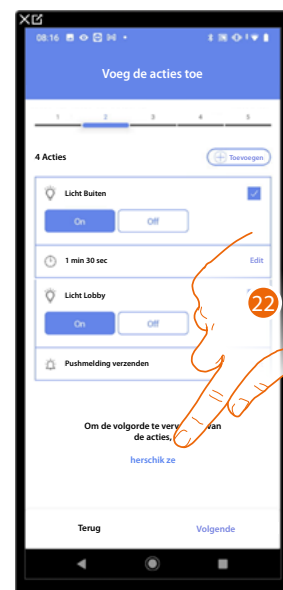 08:16
Voeg de acties toe
1 2 3 4 5
4 Acties
Toevoegen
Licht Buiten
On Off
1 min 30 sec Edit
Licht Lobby
On Off
Pushmelding verzenden
Om de volgorde te van
de acties,
herschik ze
22
Terug Volgende